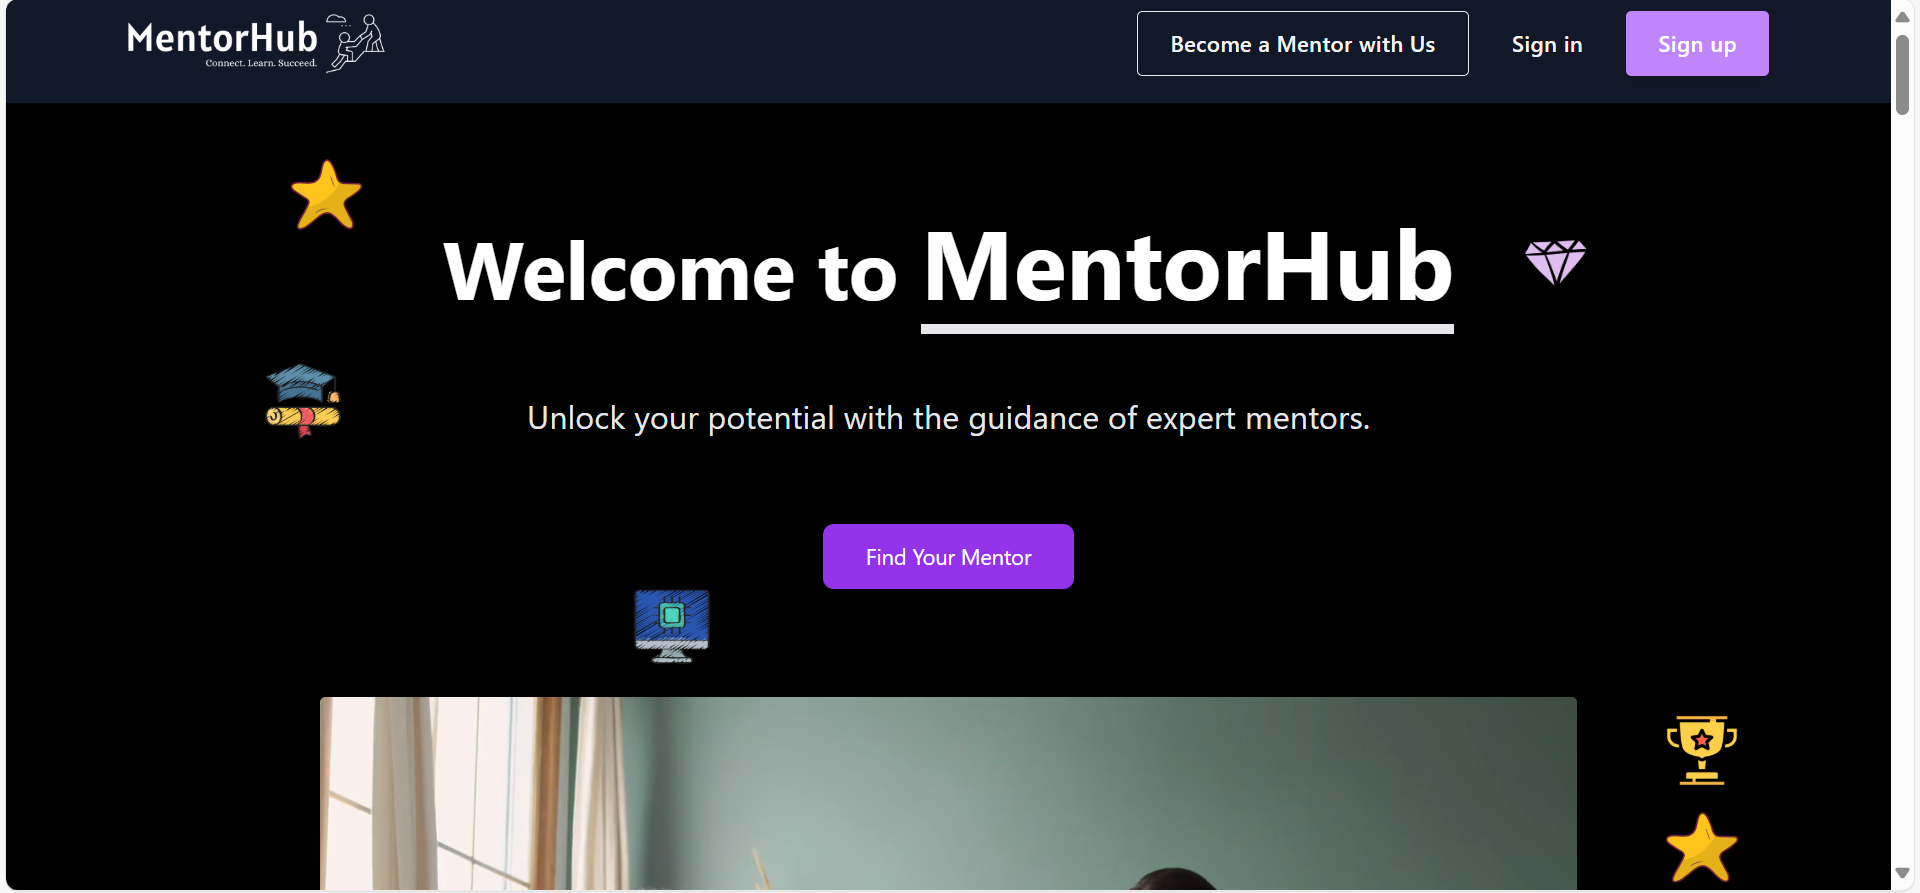 MentorHub
Connect. Learn. Succeed.
Become a Mentor with Us
Sign in
Sign up
Welcome to MentorHub
Unlock your potential with the guidance of expert mentors.
Find Your Mentor